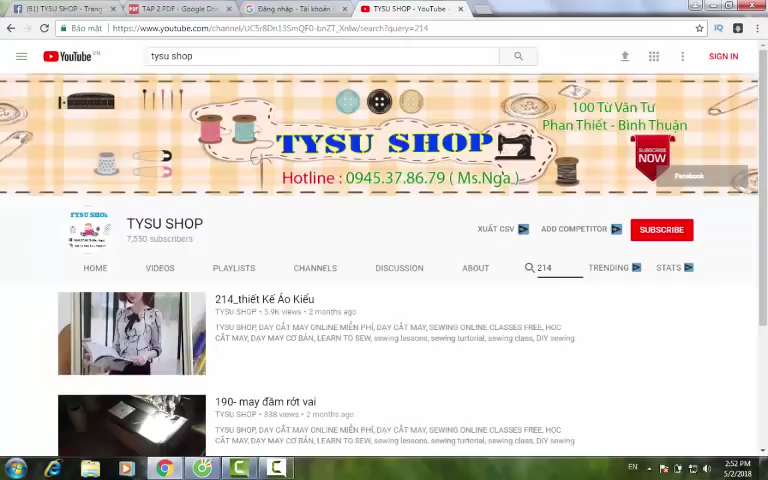 (61) TYSU SHOP - Trang
TAP 2.PDF - Google Driv
Đăng nhập - Tài khoản
TYSU SHOP - YouTube -
Bảo mật
https://www.youtube.com/channel/UC5r8Dn13SmQF0-bnZT_Xnlw/search?query=214
YouTube VN
tysu shop
SIGN IN
100 Từ Văn Tư
Phan Thiết - Bình Thuận
TYSU SHOP
SUBSCRIBE
NOW
Facebook
Hotline : 0945.37.86.79 ( Ms.Nga )
TYSU SHOP
TYSU SHOP
7,550 subscribers
XUẤT CSV
ADD COMPETITOR
SUBSCRIBE
HOME
VIDEOS
PLAYLISTS
CHANNELS
DISCUSSION
ABOUT
214
TRENDING
STATS
214_thiết Kế Áo Kiểu
TYSU SHOP • 5.9K views • 2 months ago
TYSU SHOP, DẠY CẮT MAY ONLINE MIỄN PHÍ, DẠY CẮT MAY, SEWING ONLINE CLASSES FREE, HỌC
CẮT MAY, DẠY MAY CƠ BẢN, LEARN TO SEW, sewing lessons, sewing turtorial, sewing class, DIY sewing
190- may đầm rớt vai
TYSU SHOP • 838 views • 2 months ago
TYSU SHOP, DẠY CẮT MAY ONLINE MIỄN PHÍ, DẠY CẮT MAY, SEWING ONLINE CLASSES FREE, HỌC
CẮT MAY, DẠY MAY CƠ BẢN, LEARN TO SEW, sewing lessons, sewing turtorial, sewing class, DIY sewing
EN
2:52 PM
5/2/2018